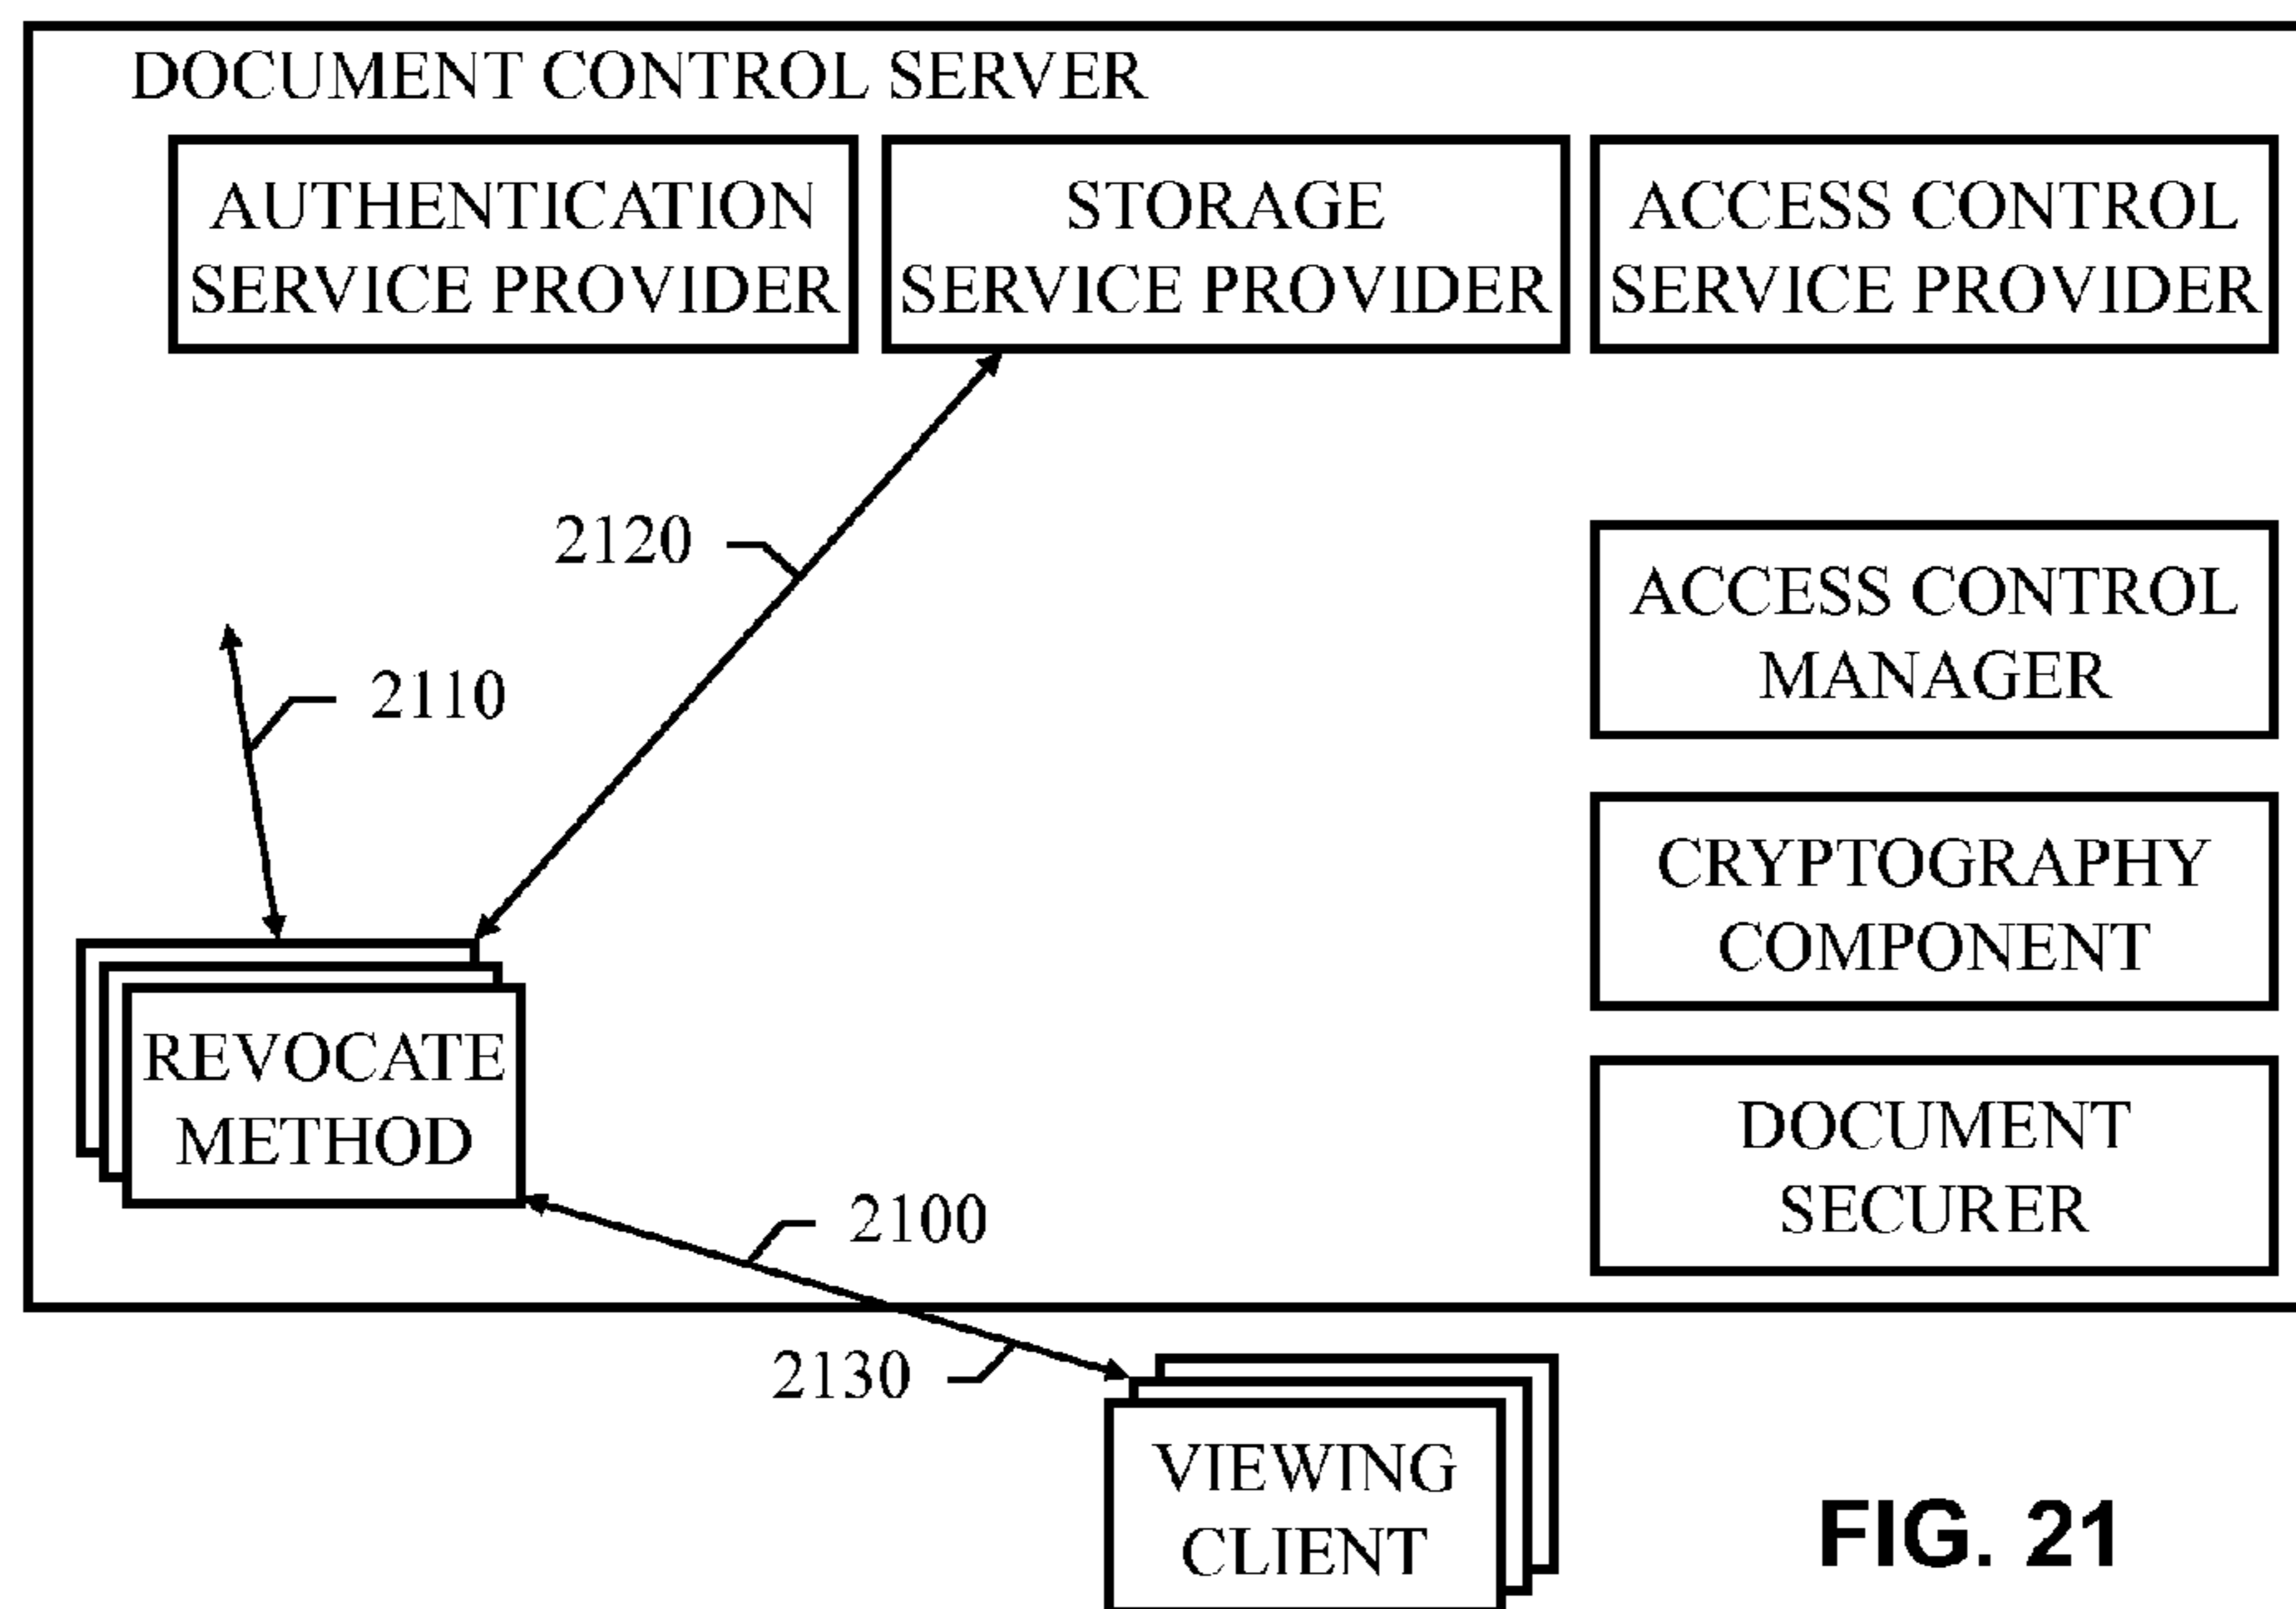 DOCUMENT CONTROL SERVER
AUTHENTICATION
SERVICE PROVIDER
STORAGE
SERVICE PROVIDER
ACCESS CONTROL
SERVICE PROVIDER
2120
ACCESS CONTROL
MANAGER
2110
CRYPTOGRAPHY
COMPONENT
REVOCATE
METHOD
DOCUMENT
SECURER
2100
2130
VIEWING
CLIENT
FIG. 21